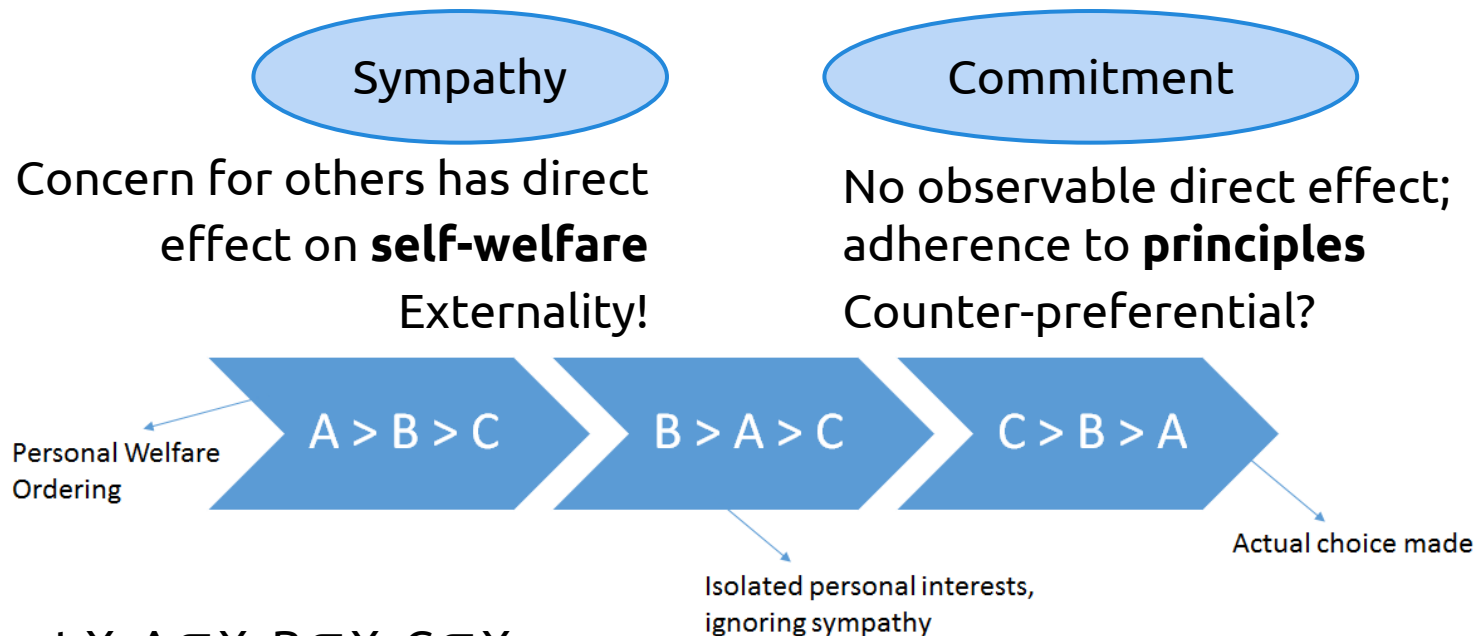 Sympathy
Commitment
Concern for others has direct
effect on self-welfare
Externality!
No observable direct effect;
adherence to principles
Counter-preferential?
A > B > C
B > A > C
C > B > A
Personal Welfare
Ordering
Isolated personal interests,
ignoring sympathy
Actual choice made